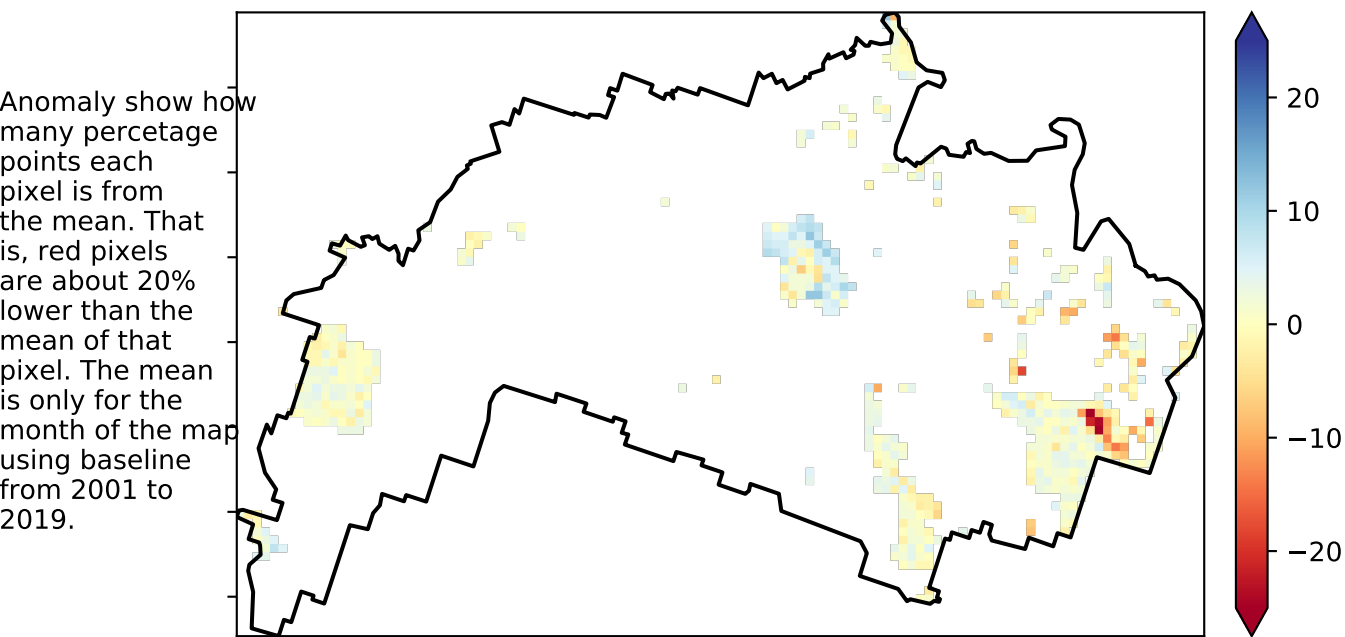 Anomaly show how
many percetage
points each
pixel is from
the mean. That
is, red pixels
are about 20%
lower than the
mean of that
pixel. The mean
is only for the
month of the map
using baseline
from 2001 to
2019.
20
10
0
−10
−20